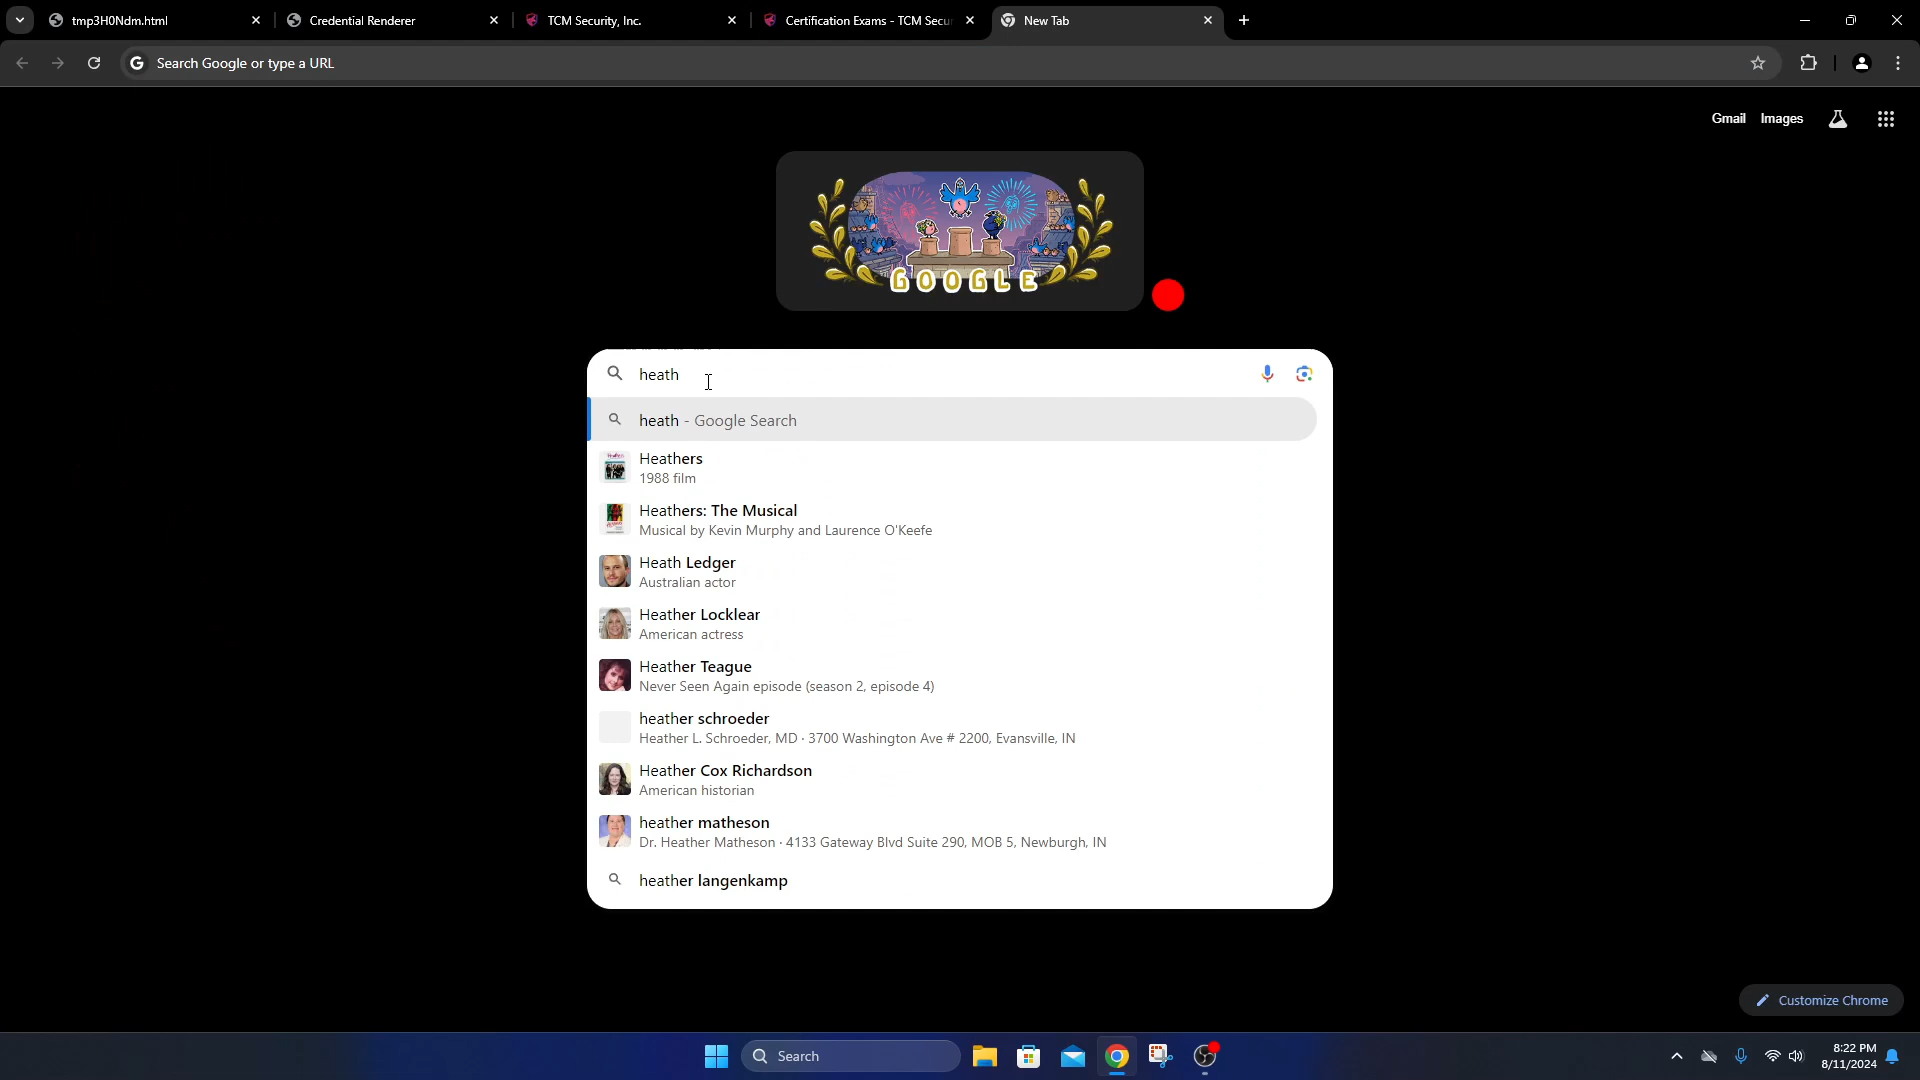 tmp3H0Ndm.html
Credential Renderer
TCM Security, Inc.
Certification Exams - TCM Secur
New Tab
Search Google or type a URL
Gmail
Images
GOOGLE
heath
heath - Google Search
Heathers
1988 film
Heathers: The Musical
Musical by Kevin Murphy and Laurence O'Keefe
Heath Ledger
Australian actor
Heather Locklear
American actress
Heather Teague
Never Seen Again episode (season 2, episode 4)
heather schroeder
Heather L. Schroeder, MD · 3700 Washington Ave # 2200, Evansville, IN
Heather Cox Richardson
American historian
heather matheson
Dr. Heather Matheson · 4133 Gateway Blvd Suite 290, MOB 5, Newburgh, IN
heather langenkamp
Customize Chrome
Search
8:22 PM
8/11/2024